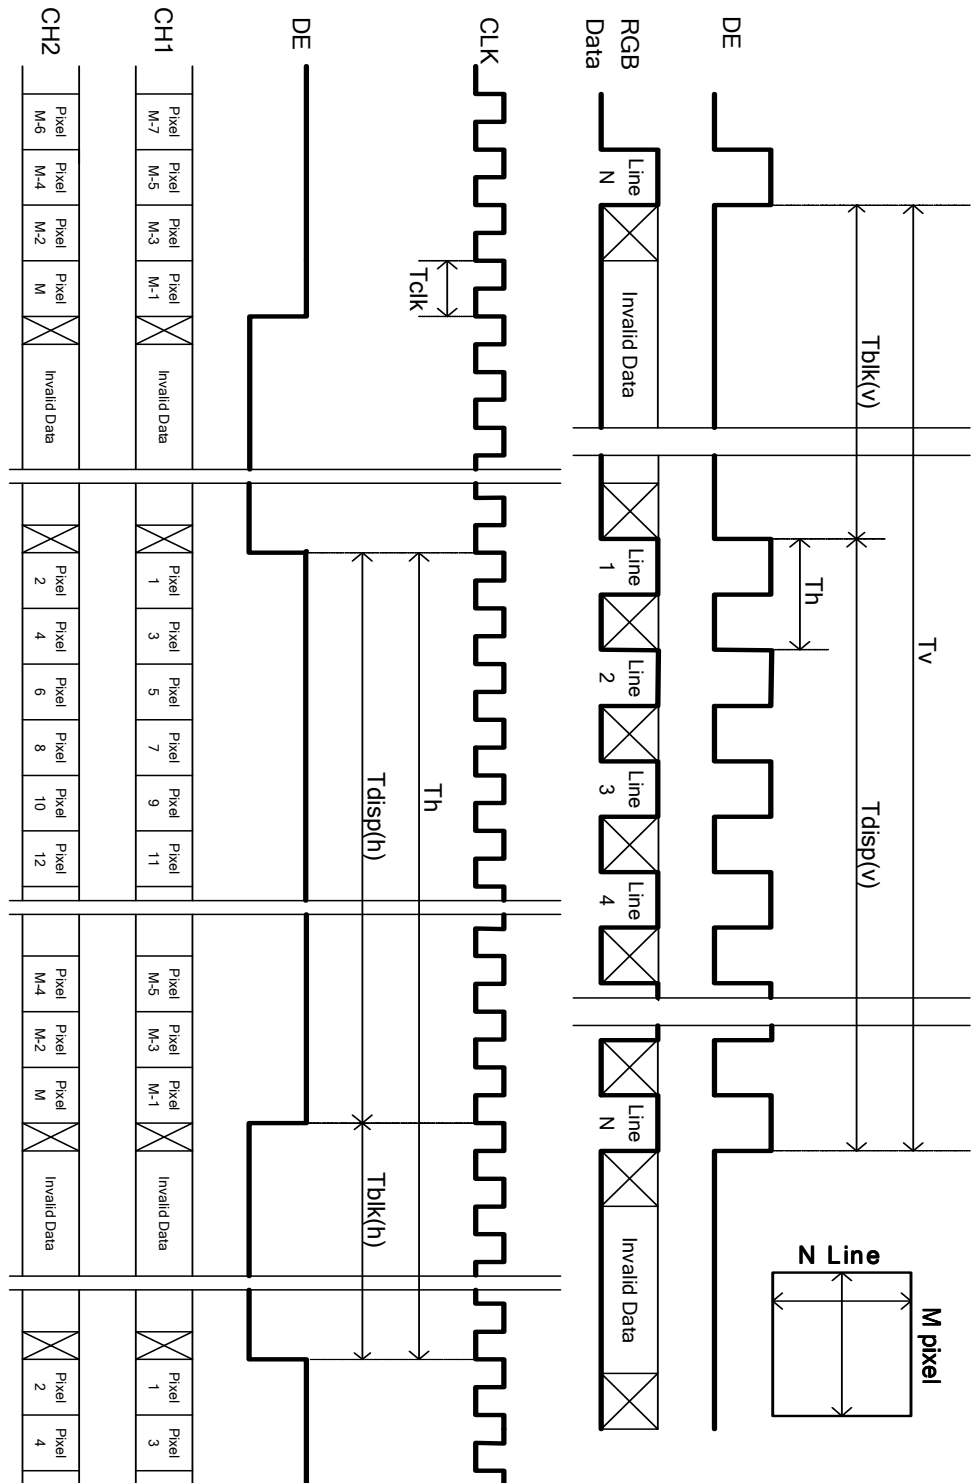 Tv
Tblk(v)
Tdisp(v)
Th
N Line
M pixel
DE
RGB
Data
Line
N
Invalid Data
Line
1
Line
2
Line
3
Line
4
Line
N
Invalid Data
CLK
Tclk
Th
Tdisp(h)
Tblk(h)
DE
CH1
Pixel
M-7
Pixel
M-5
Pixel
M-3
Pixel
M-1
Invalid Data
Pixel
1
Pixel
3
Pixel
5
Pixel
7
Pixel
9
Pixel
11
Pixel
M-5
Pixel
M-3
Pixel
M-1
Invalid Data
Pixel
1
Pixel
3
CH2
Pixel
M-6
Pixel
M-4
Pixel
M-2
Pixel
M
Invalid Data
Pixel
2
Pixel
4
Pixel
6
Pixel
8
Pixel
10
Pixel
12
Pixel
M-4
Pixel
M-2
Pixel
M
Invalid Data
Pixel
2
Pixel
4